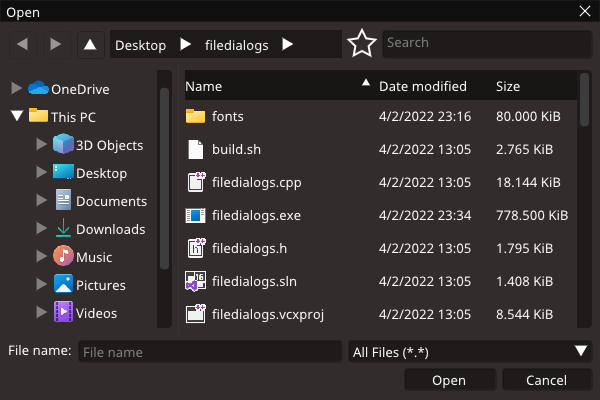 Open
Desktop filedialogs
Search
OneDrive
This PC
3D Objects
Desktop
Documents
Downloads
Music
Pictures
Videos
Name Date modified Size
fonts 4/2/2022 23:16 80.000 KiB
build.sh 4/2/2022 13:05 2.765 KiB
filedialogs.cpp 4/2/2022 13:05 18.144 KiB
filedialogs.exe 4/2/2022 23:34 778.500 KiB
filedialogs.h 4/2/2022 13:05 1.795 KiB
filedialogs.sln 4/2/2022 13:05 1.408 KiB
filedialogs.vcxproj 4/2/2022 13:05 8.544 KiB
File name: File name
All Files (*.*)
Open Cancel